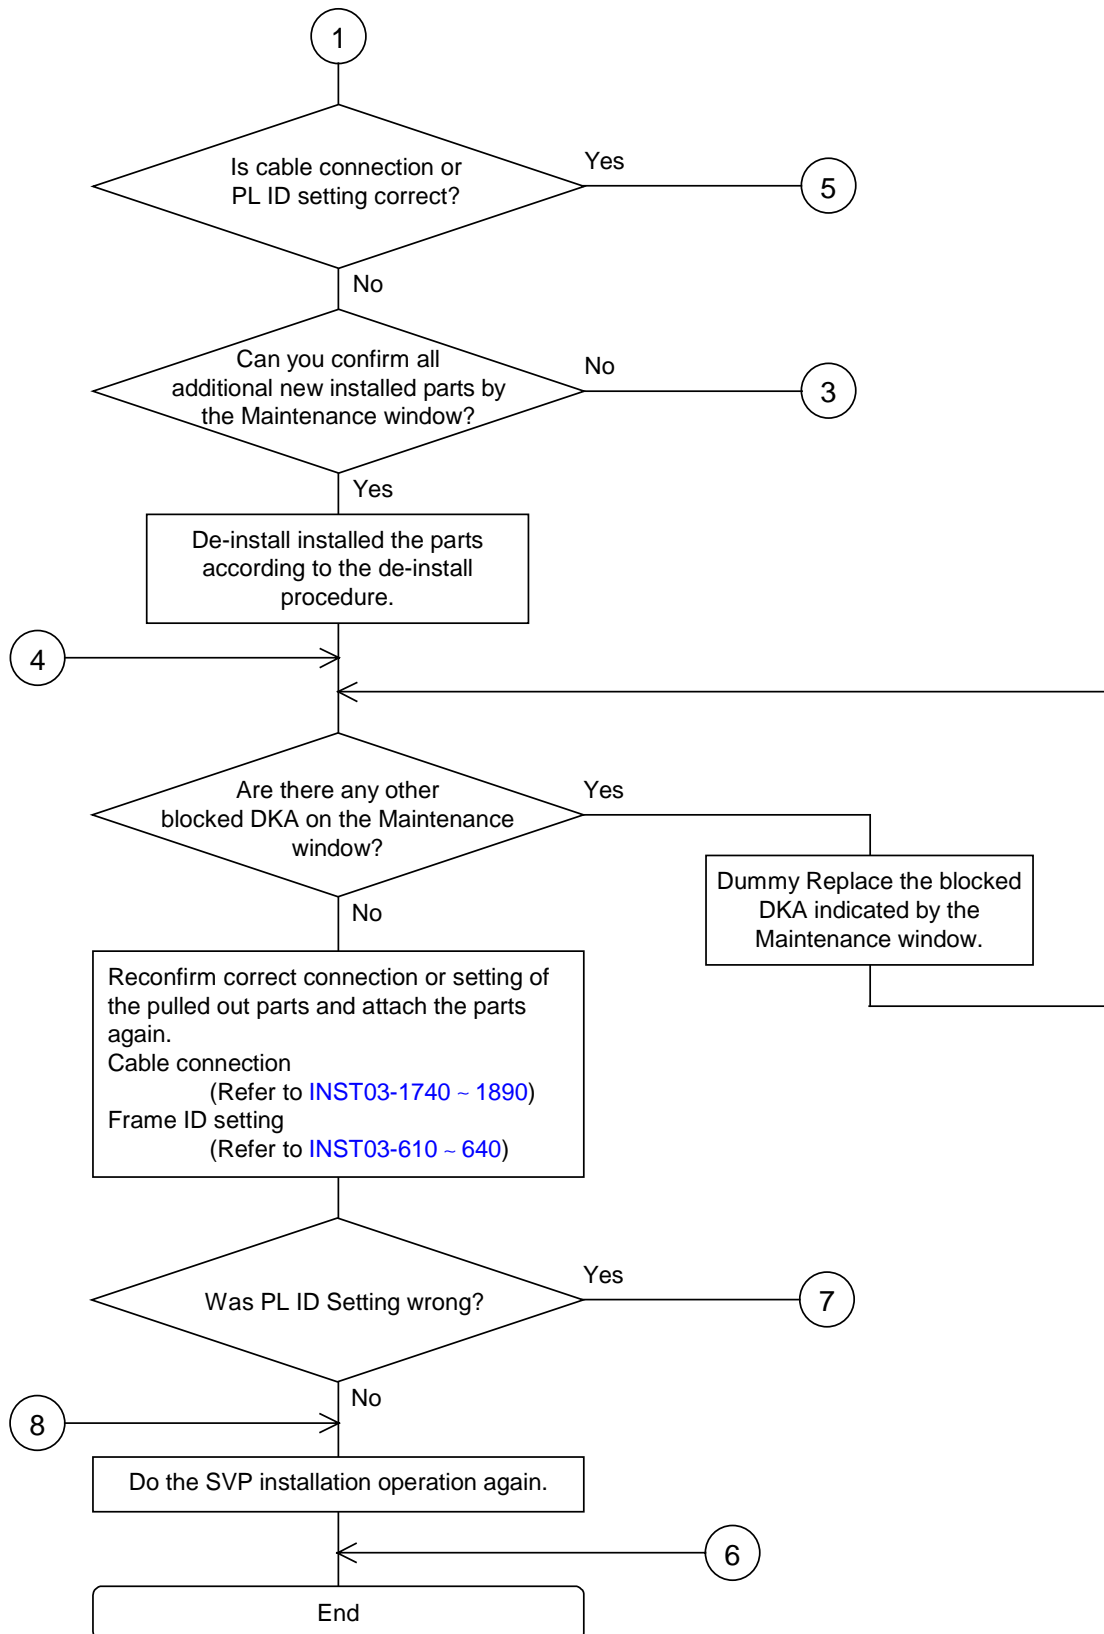 1
Is cable connection or
PL ID setting correct?
Yes
5
No
Can you confirm all
additional new installed parts by
the Maintenance window?
No
3
Yes
De-install installed the parts
according to the de-install
procedure.
4
Are there any other
blocked DKA on the Maintenance
window?
Yes
Dummy Replace the blocked
DKA indicated by the
Maintenance window.
No
Reconfirm correct connection or setting of
the pulled out parts and attach the parts
again.
Cable connection
(Refer to INST03-1740 ~ 1890)
Frame ID setting
(Refer to INST03-610 ~ 640)
Was PL ID Setting wrong?
Yes
7
No
8
Do the SVP installation operation again.
6
End